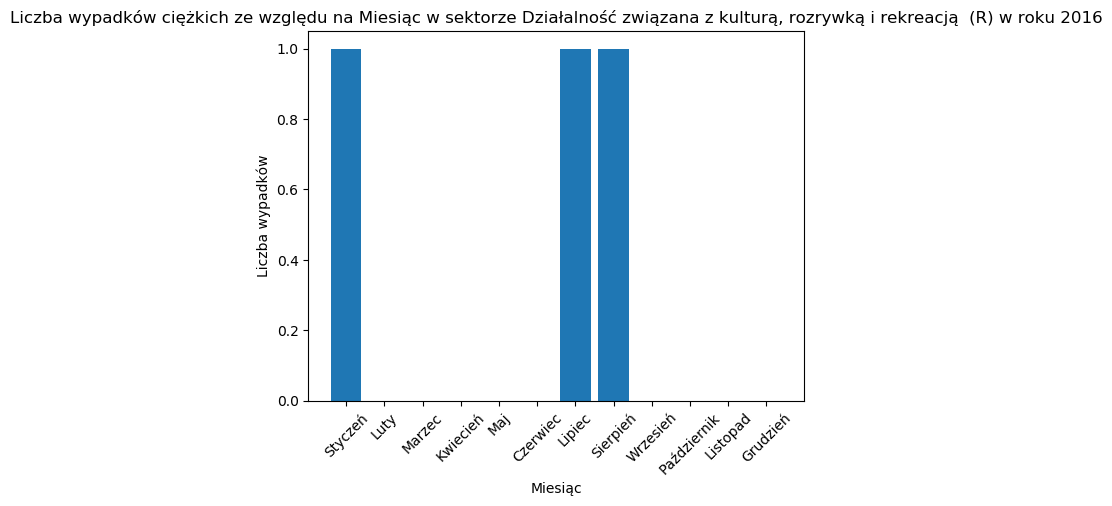 Liczba wypadków ciężkich ze względu na Miesiąc w sektorze Działalność związana z kulturą, rozrywką i rekreacją  (R) w roku 2016
Liczba wypadków
1.0
0.8
0.6
0.4
0.2
0.0
Styczeń
Luty
Marzec
Kwiecień
Maj
Czerwiec
Lipiec
Sierpień
Wrzesień
Październik
Listopad
Grudzień
Miesiąc